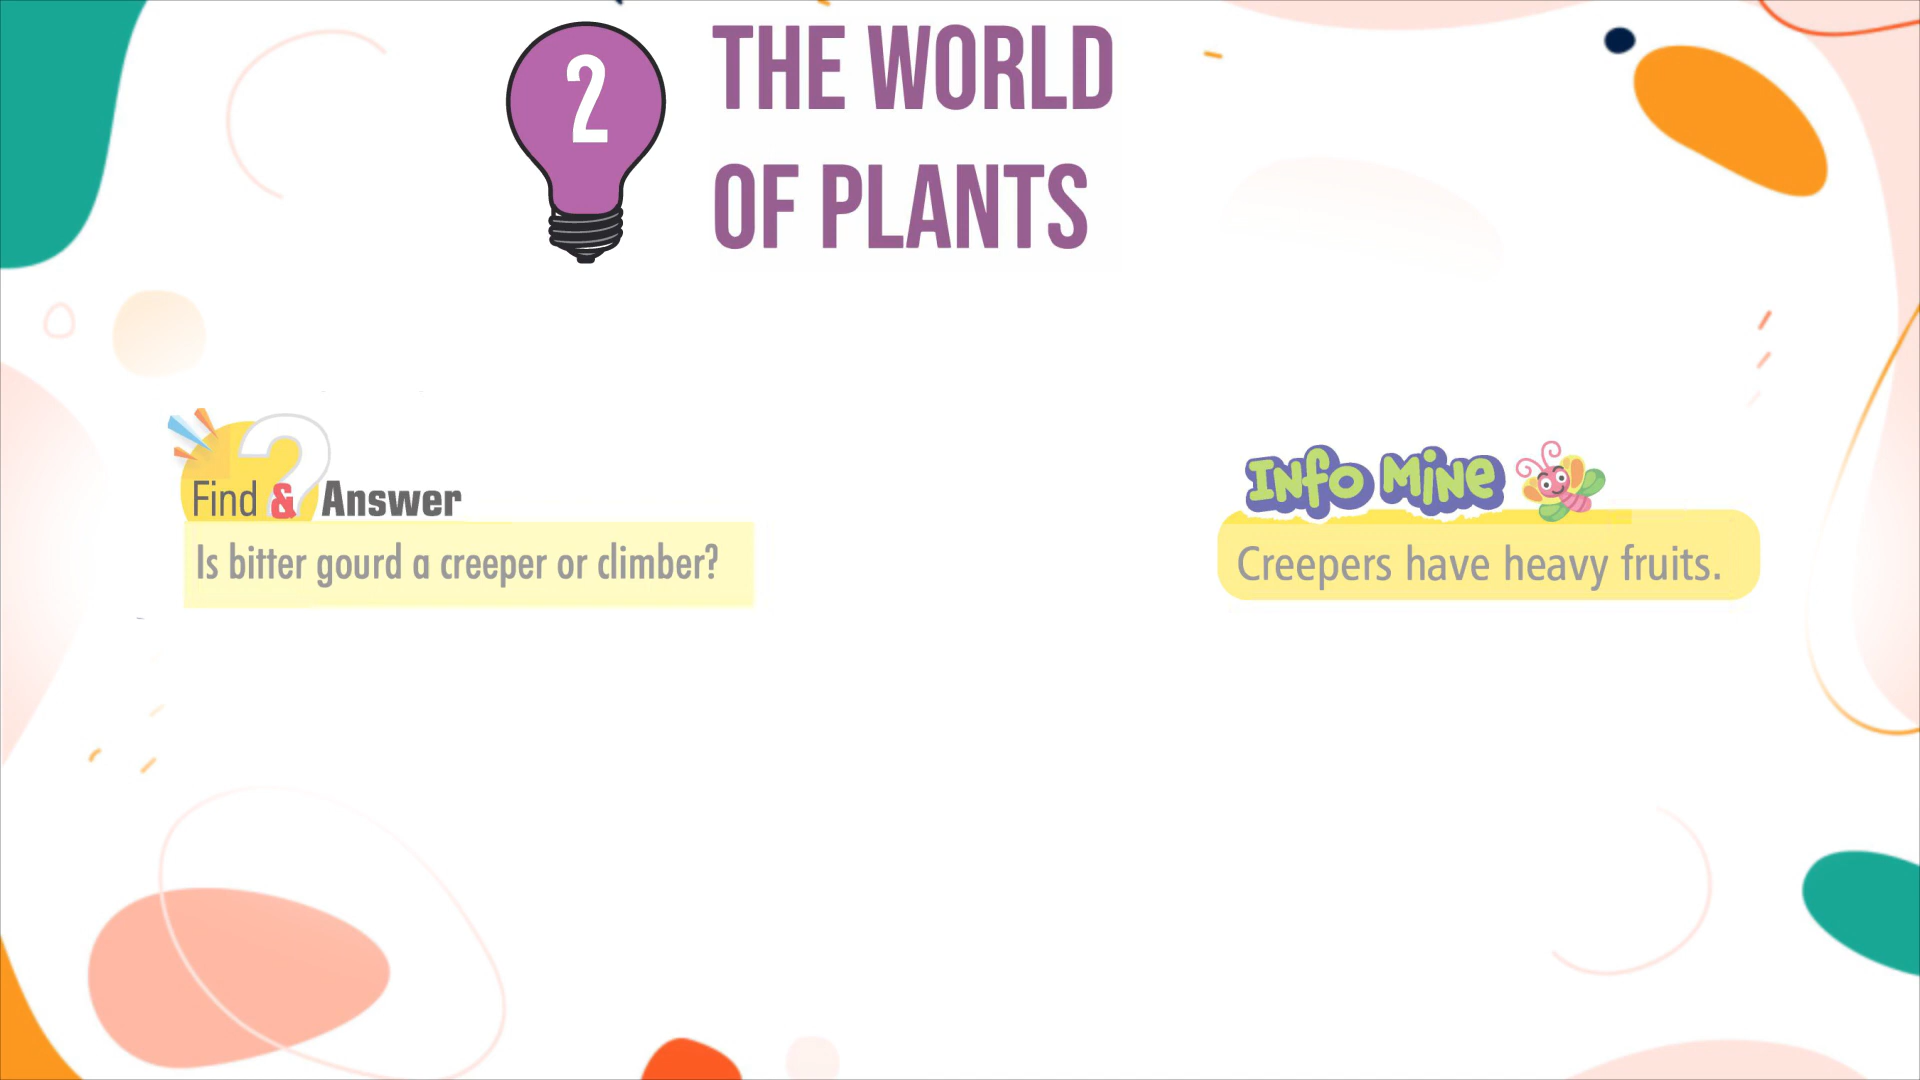 2
THE WORLD
OF PLANTS
Find & Answer
Is bitter gourd a creeper or climber?
Info Mine
Creepers have heavy fruits.